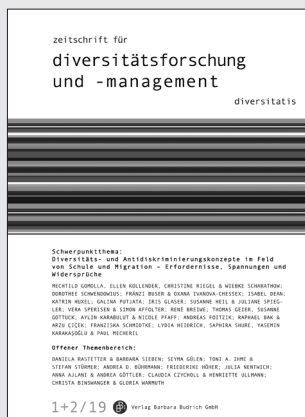 zeitschrift für
diversitätsforschung
und -management
diversitatis
Schwerpunktthema:
Diversitäts- und Antidiskriminierungskonzepte im Feld
von Schule und Migration – Erfordernisse, Spannungen und
Widersprüche
MECHTILD GOMOLLA, ELLEN KOLLENDER, CHRISTINE RIEGEL & WIEBKE SCHARATHOW;
DOROTHEE SCHWENDOWIUS; FRÄNZI BUSER & OXANA IVANOVA-CHESSEX; ISABEL DEAN;
KATRIN HUXEL; GALINA PUTJATA; IRIS GLASER; SUSANNE HEIL & JULIANE SPIEG-
LER; VERA SPERISEN & SIMON AFFOLTER; RENÉ BREIWE; THOMAS GEIER, SUSANNE
GOTTUCK, AYLIN KARABULUT & NICOLE PFAFF; ANDREAS FOITZIK; RAPHAEL BAK &
ARZU ÇIÇEK; FRANZISKA SCHMIDTKE; LYDIA HEIDRICH, SAPHIRA SHURE, YASEMIN
KARAKAŞOĞLU & PAUL MECHERIL
Offener Themenbereich:
DANIELA RASTETTER & BARBARA SIEBEN; SEYMA GÜLEN; TONI A. IHME &
STEFAN STÜRMER; ANDREA D. BÜHRMANN; FRIEDERIKE HÖHER; JULIA NENTWICH;
ANNA AJLANI & ANDREA GÖTTLER; CLAUDIA CZYCHOLL & HENRIETTE ULLMANN;
CHRISTA BINSWANGER & GLORIA WARMUTH
1+2/19 Verlag Barbara Budrich GmbH